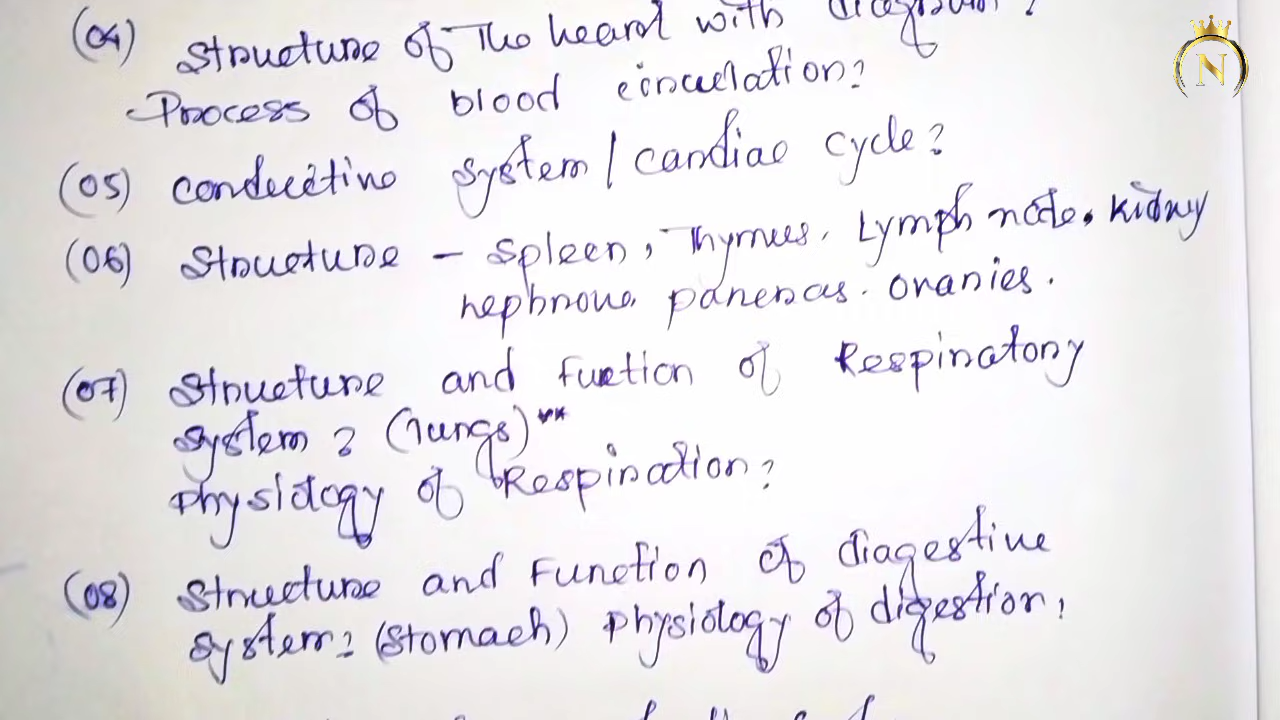 (04) Structure of The heart with diagram?
Process of blood circulation?
(05) conductive system / cardiac cycle?
(06) Structure - Spleen, Thymus, Lymph node, kidny
nephrone, pancreas. ovaries.
(07) Structure and Fuction of Respiratory
system? (lungs)**
Physiology of Respiration?
(08) Structure and Function of diagestive
system? (Stomach) Physiology of digestion?
N